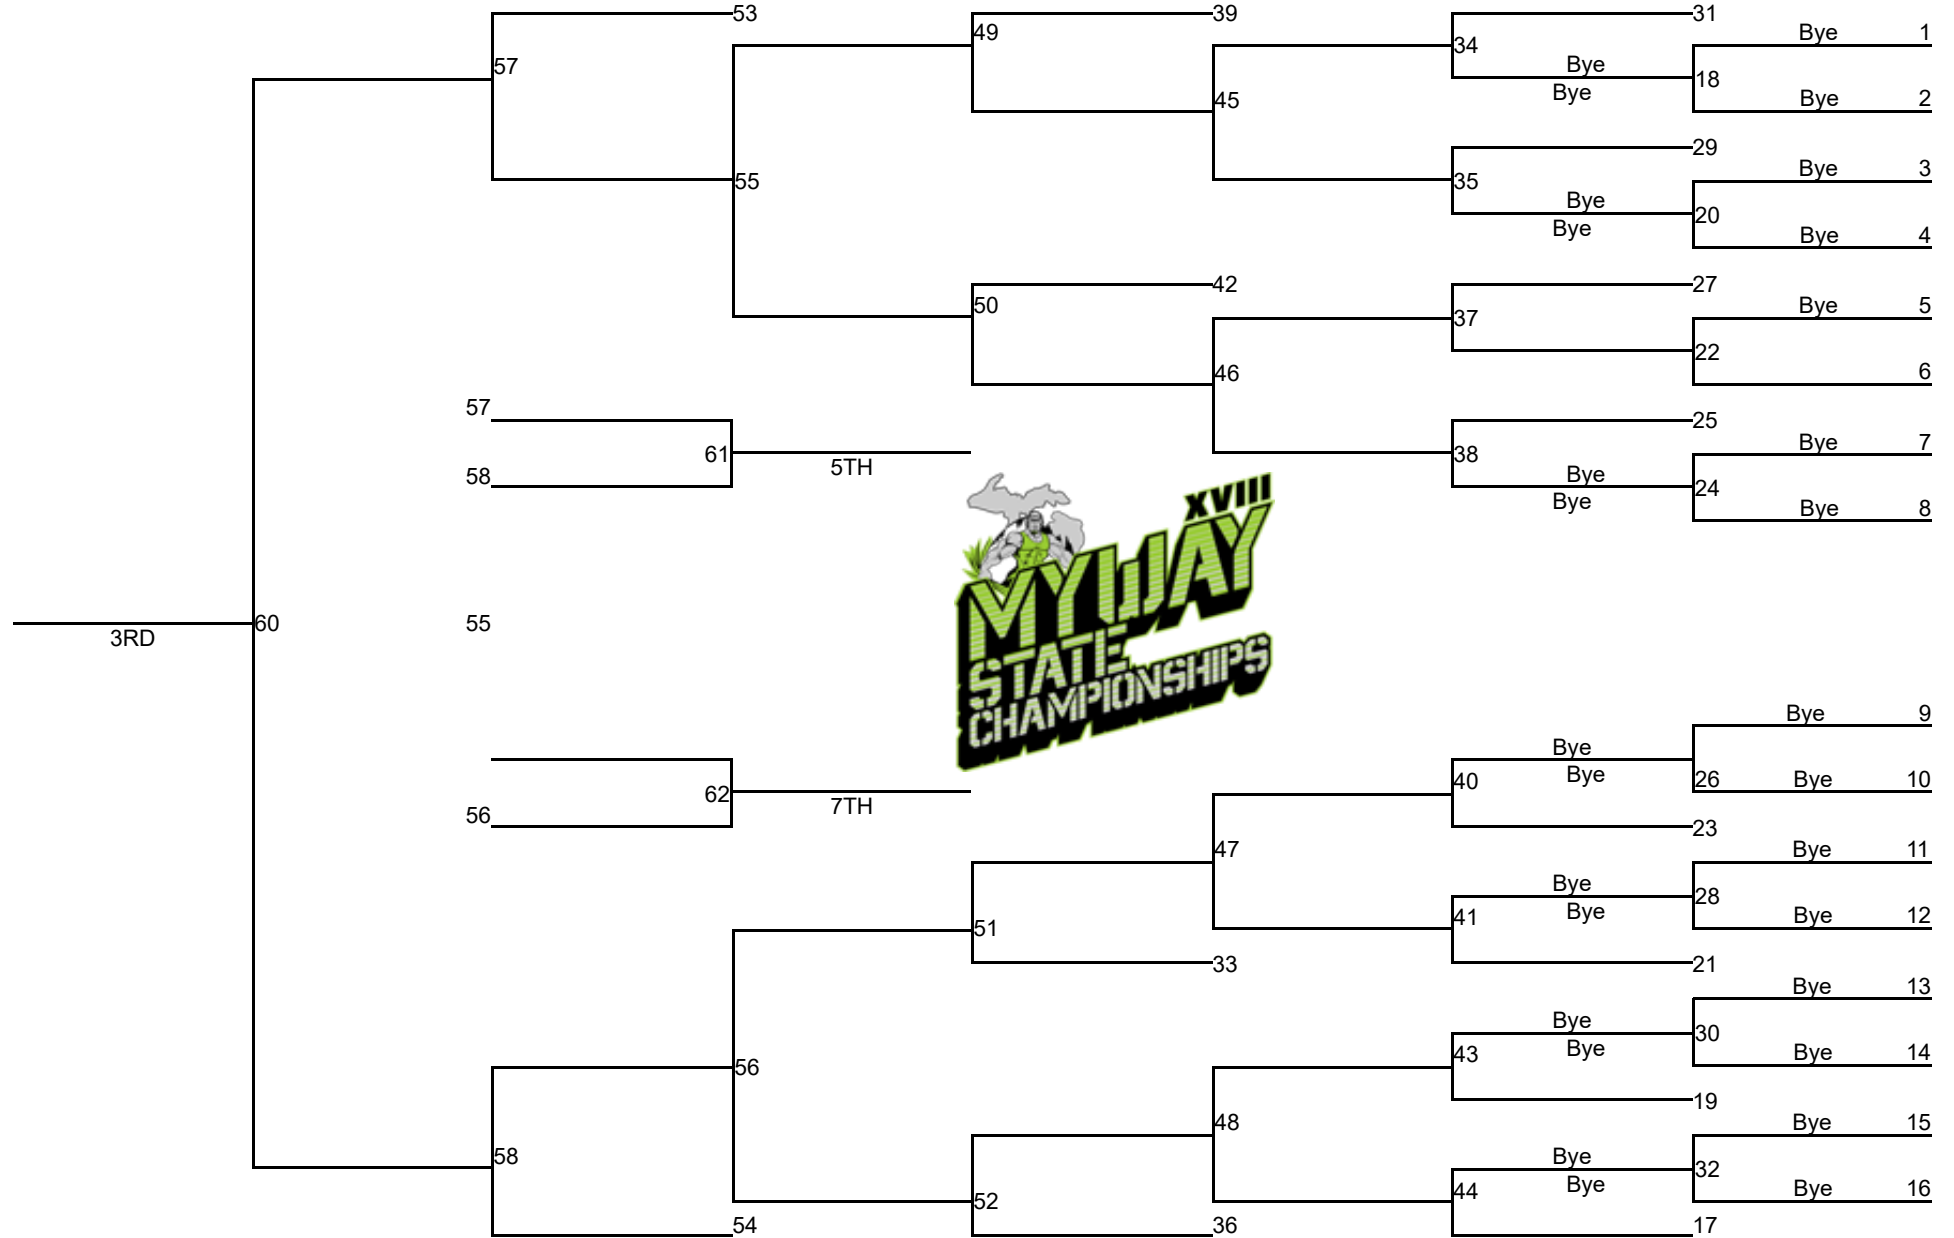 53 39 31
49 Bye 1
34
57 Bye
18
Bye Bye 2
45
29
Bye 3
55 35
Bye
20
Bye 4
42 27
50 Bye 5
37
22
46 6
57
25
Bye 7
61 38
5TH
58 Bye
24
Bye Bye 8
XVIII
MYWAY
STATE
CHAMPIONSHIPS
60 55
3RD
Bye 9
Bye
Bye
62 40 26 Bye 10
7TH
56
23
47 Bye 11
Bye
28
41 Bye Bye 12
51
33 21
Bye 13
Bye
30
43 Bye Bye 14
56
19
48 Bye 15
58 Bye
32
44 Bye Bye 16
52
54 36 17